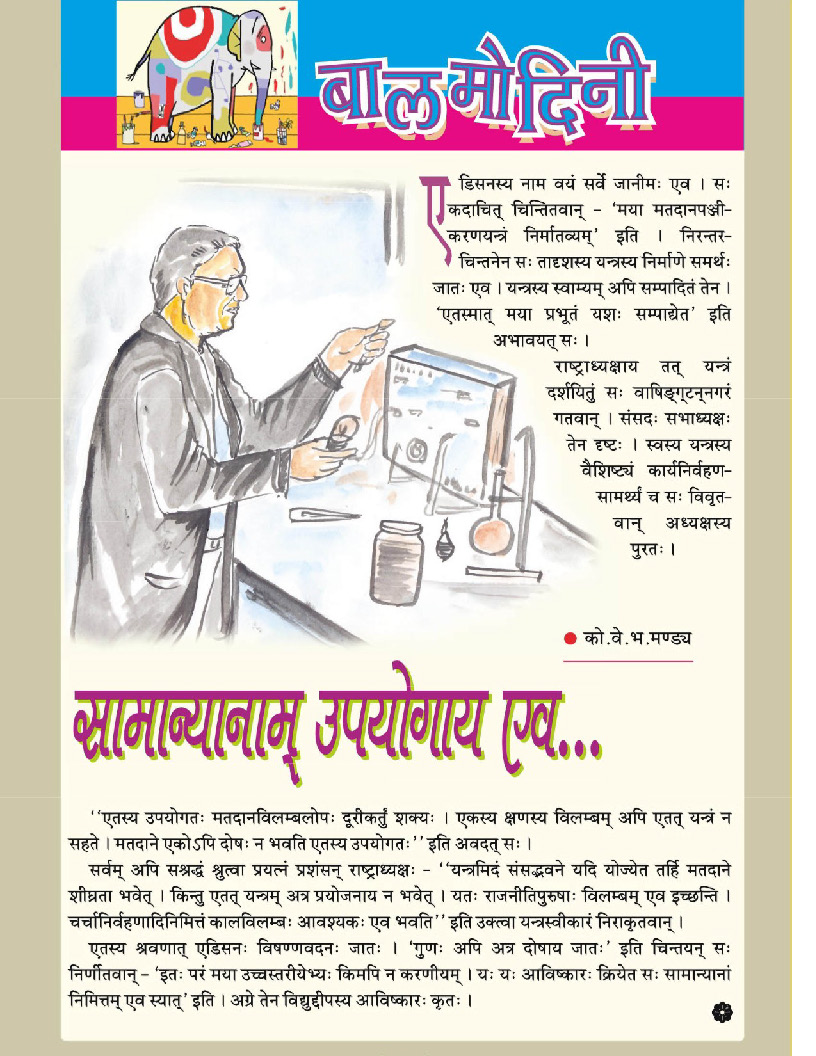 बालमोदिनी
एडिसनस्य नाम वयं सर्वे जानीमः एव । सः
कदाचित् चिन्तितवान् - ‘मया मतदानपञ्जी-
करणयन्त्रं निर्मातव्यम्’ इति । निरन्तर-
चिन्तनेन सः तादृशस्य यन्त्रस्य निर्माणे समर्थः
जातः एव । यन्त्रस्य स्वाम्यम् अपि सम्पादितं तेन ।
‘एतस्मात् मया प्रभूतं यशः सम्पाद्येत’ इति
अभावयत् सः ।
राष्ट्राध्यक्षाय तत् यन्त्रं
दर्शयितुं सः वाषिङ्ग्टन्‌नगरं
गतवान् । संसदः सभाध्यक्षः
तेन दृष्टः । स्वस्य यन्त्रस्य
वैशिष्ट्यं कार्यनिर्वहण-
सामर्थ्यं च सः विवृत-
वान् अध्यक्षस्य
पुरतः ।
● को.वे.भ.मण्ड्य
सामान्यानाम् उपयोगाय एव...
‘‘एतस्य उपयोगतः मतदानविलम्बलोपः दूरीकर्तुं शक्यः । एकस्य क्षणस्य विलम्बम् अपि एतत् यन्त्रं न
सहते । मतदाने एकोऽपि दोषः न भवति एतस्य उपयोगतः’’ इति अवदत् सः ।
सर्वम् अपि सश्रद्धं श्रुत्वा प्रयत्नं प्रशंसन् राष्ट्राध्यक्षः - ‘‘यन्त्रमिदं संसद्भवने यदि योज्येत तर्हि मतदाने
शीघ्रता भवेत् । किन्तु एतत् यन्त्रम् अत्र प्रयोजनाय न भवेत् । यतः राजनीतिपुरुषाः विलम्बम् एव इच्छन्ति ।
चर्चानिर्वहणादिनिमित्तं कालविलम्बः आवश्यकः एव भवति’’ इति उक्त्वा यन्त्रस्वीकारं निराकृतवान् ।
एतस्य श्रवणात् एडिसनः विषण्णवदनः जातः । ‘गुणः अपि अत्र दोषाय जातः’ इति चिन्तयन् सः
निर्णीतवान् - ‘इतः परं मया उच्चस्तरीयेभ्यः किमपि न करणीयम् । यः यः आविष्कारः क्रियेत सः सामान्यानां
निमित्तम् एव स्यात्’ इति । अग्रे तेन विद्युद्दीपस्य आविष्कारः कृतः ।